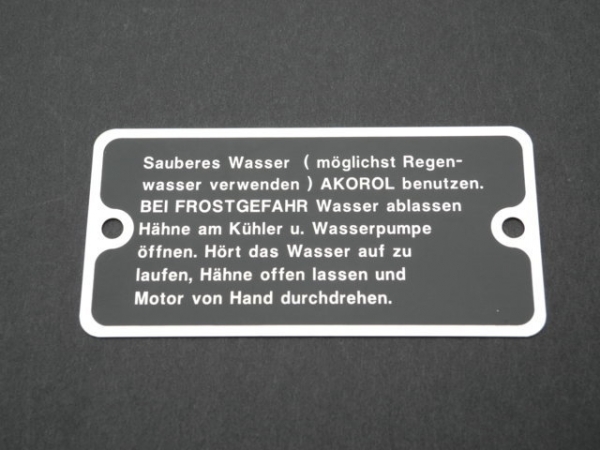 Sauberes Wasser ( möglichst Regen-
wasser verwenden ) AKOROL benutzen.
BEI FROSTGEFAHR Wasser ablassen
Hähne am Kühler u. Wasserpumpe
öffnen. Hört das Wasser auf zu
laufen, Hähne offen lassen und
Motor von Hand durchdrehen.